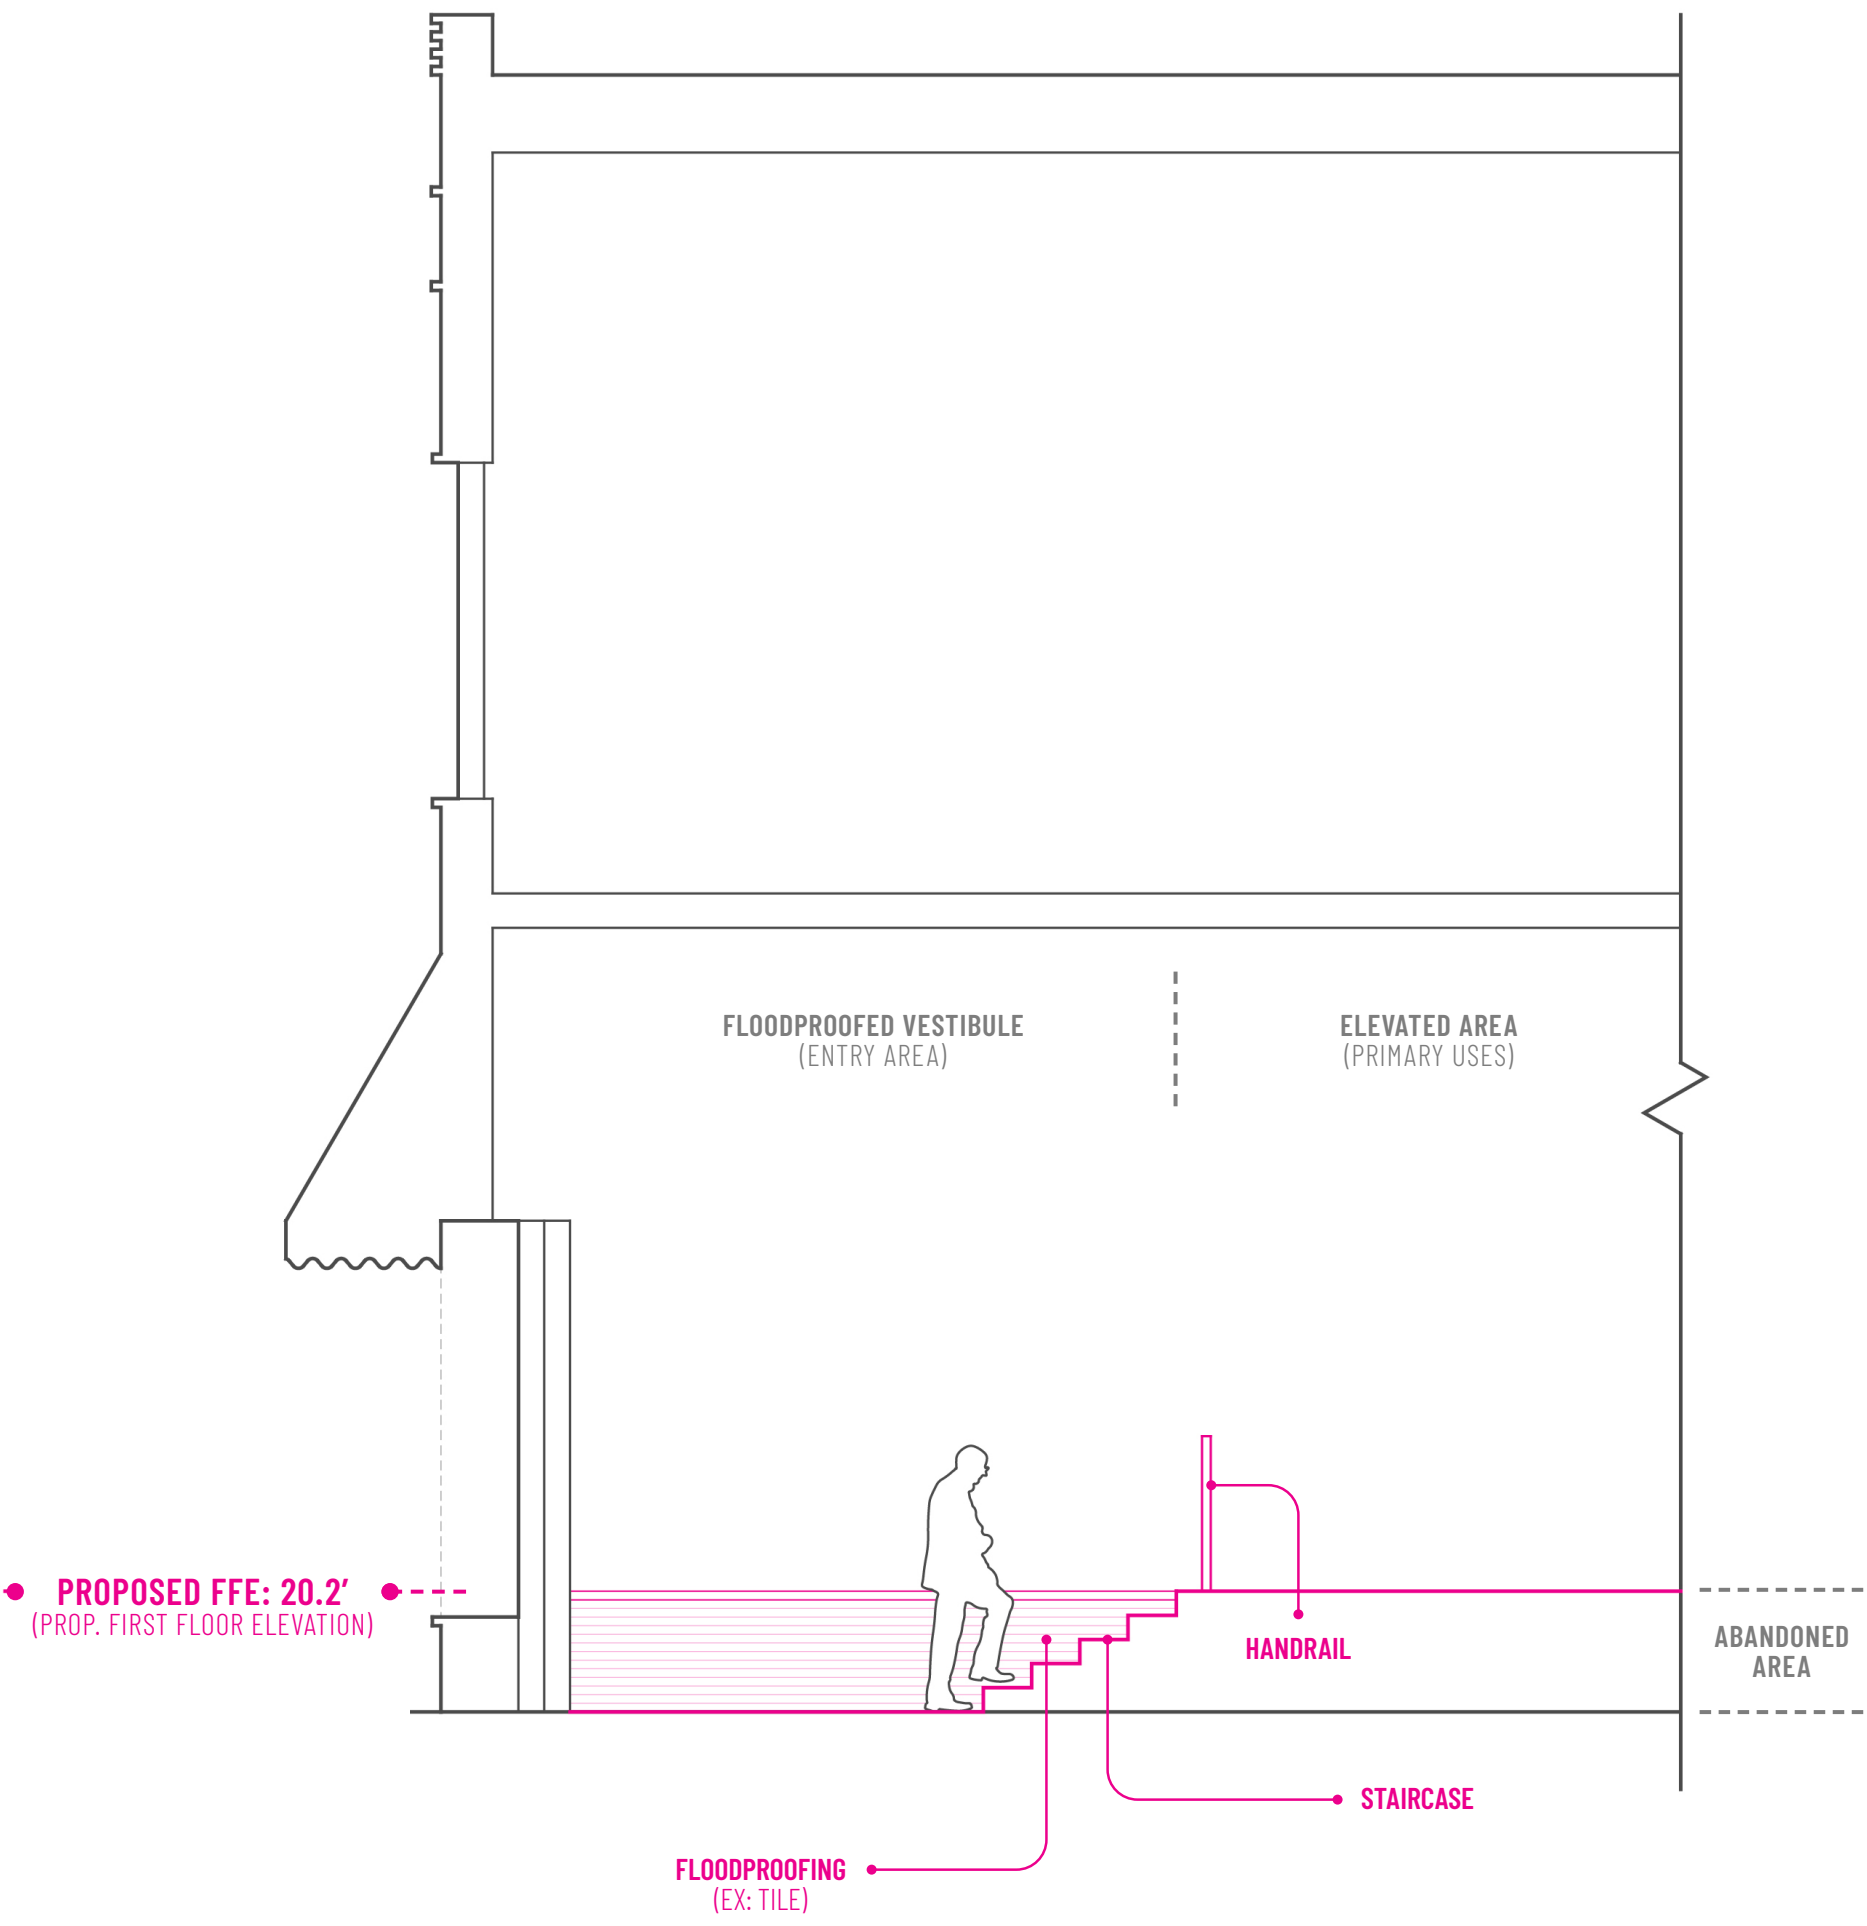 FLOODPROOFED VESTIBULE
(ENTRY AREA)
ELEVATED AREA
(PRIMARY USES)
PROPOSED FFE: 20.2'
(PROP. FIRST FLOOR ELEVATION)
HANDRAIL
ABANDONED
AREA
STAIRCASE
FLOODPROOFING
(EX: TILE)